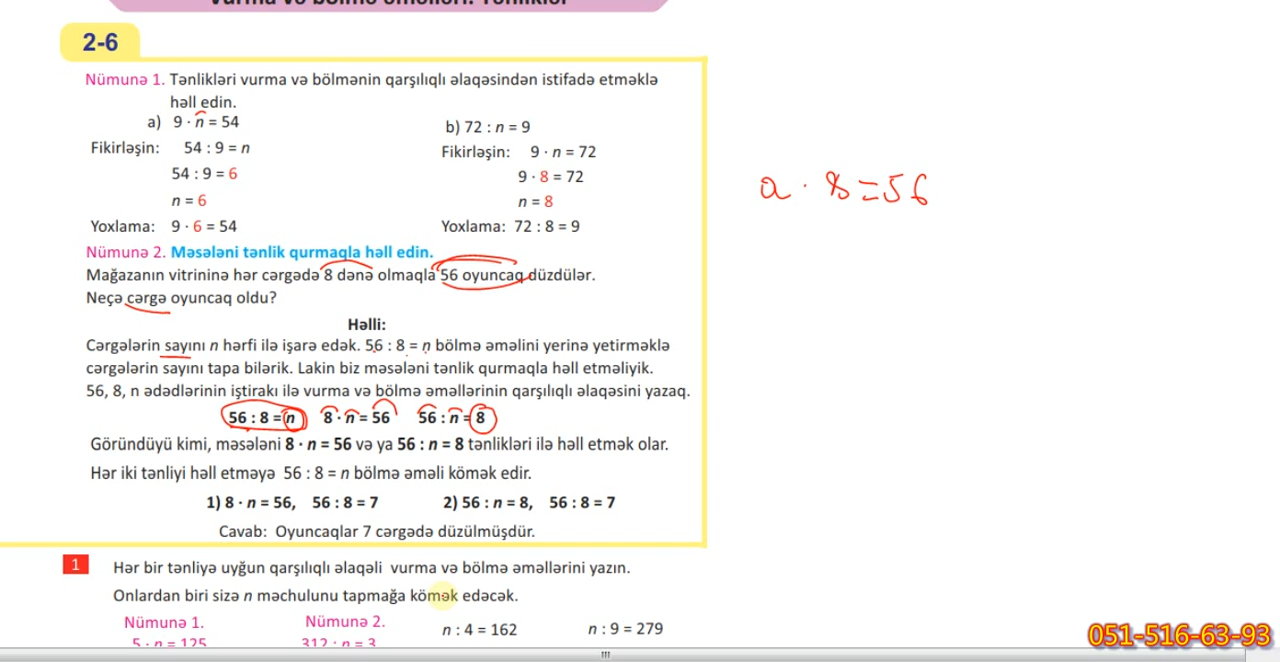 Vurma və bölmə əməlləri. Tənliklər
2-6
Nümunə 1. Tənlikləri vurma və bölmənin qarşılıqlı əlaqəsindən istifadə etməklə
həll edin.
a) 9 · n = 54
Fikirləşin: 54 : 9 = n
54 : 9 = 6
n = 6
Yoxlama: 9 · 6 = 54
b) 72 : n = 9
Fikirləşin: 9 · n = 72
9 · 8 = 72
n = 8
Yoxlama: 72 : 8 = 9
Nümunə 2. Məsələni tənlik qurmaqla həll edin.
Mağazanın vitrininə hər cərgədə 8 dənə olmaqla 56 oyuncaq düzdülər.
Neçə cərgə oyuncaq oldu?
Həlli:
Cərgələrin sayını n hərfi ilə işarə edək. 56 : 8 = n bölmə əməlini yerinə yetirməklə
cərgələrin sayını tapa bilərik. Lakin biz məsələni tənlik qurmaqla həll etməliyik.
56, 8, n ədədlərinin iştirakı ilə vurma və bölmə əməllərinin qarşılıqlı əlaqəsini yazaq.
56 : 8 = n 8 · n = 56 56 : n = 8
Göründüyü kimi, məsələni 8 · n = 56 və ya 56 : n = 8 tənlikləri ilə həll etmək olar.
Hər iki tənliyi həll etməyə 56 : 8 = n bölmə əməli kömək edir.
1) 8 · n = 56, 56 : 8 = 7 2) 56 : n = 8, 56 : 8 = 7
Cavab: Oyuncaqlar 7 cərgədə düzülmüşdür.
1 Hər bir tənliyə uyğun qarşılıqlı əlaqəli vurma və bölmə əməllərini yazın.
Onlardan biri sizə n məchulunu tapmağa kömək edəcək.
Nümunə 1. Nümunə 2. n : 4 = 162 n : 9 = 279
5 · n = 125 312 : n = 3
a · 8 = 56
051-516-63-93